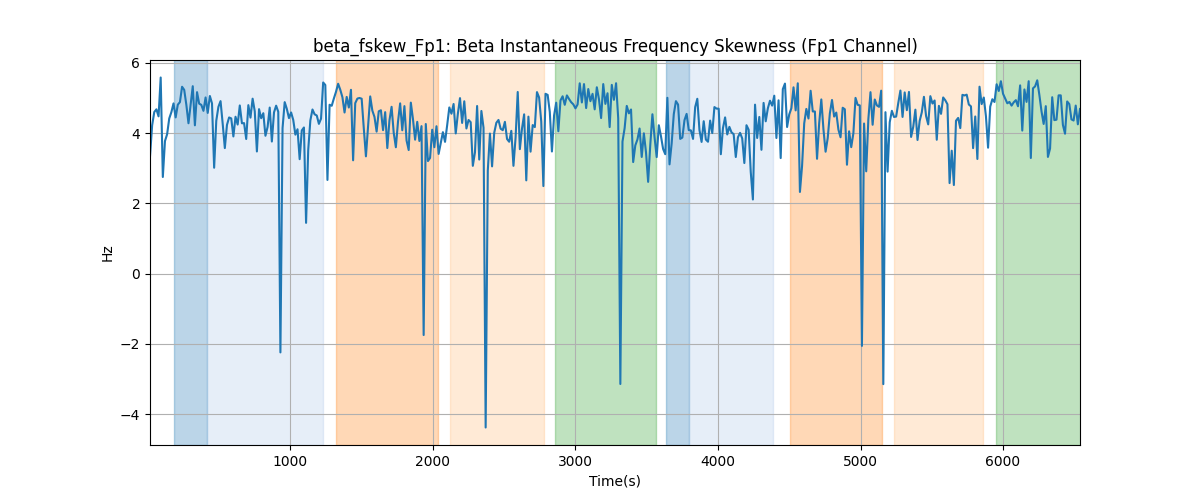 beta_fskew_Fp1: Beta Instantaneous Frequency Skewness (Fp1 Channel)
6
4
2
0
−2
−4
Hz
1000 2000 3000 4000 5000 6000
Time(s)